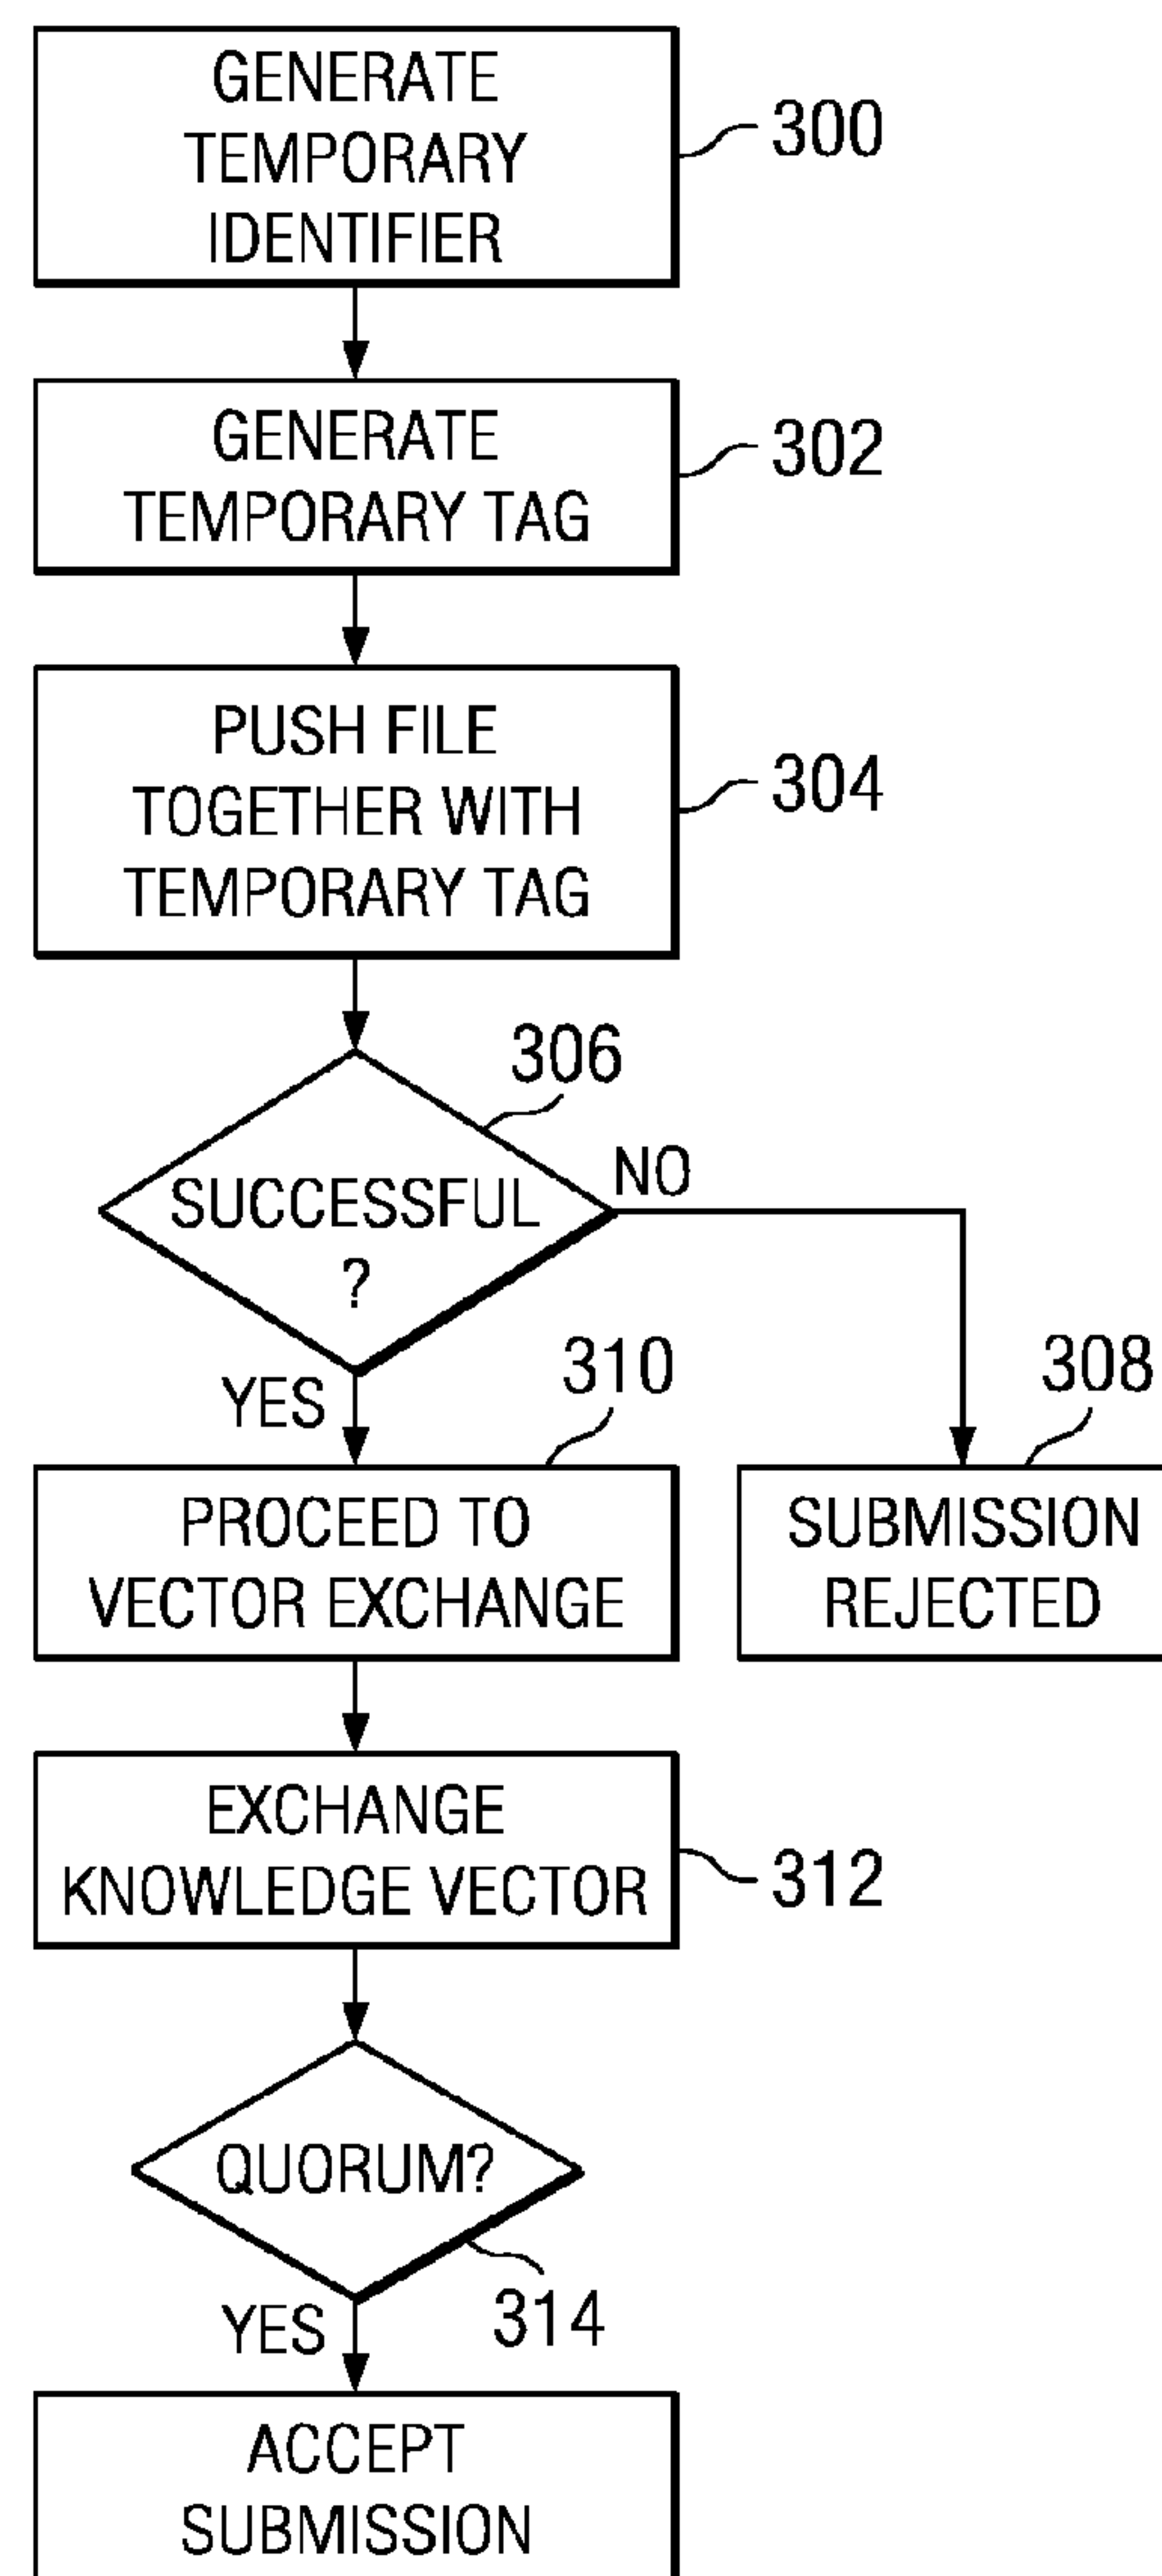 GENERATE
TEMPORARY
IDENTIFIER
300
GENERATE
TEMPORARY TAG
302
PUSH FILE
TOGETHER WITH
TEMPORARY TAG
304
306
SUCCESSFUL
?
NO
YES
310
308
PROCEED TO
VECTOR EXCHANGE
SUBMISSION
REJECTED
EXCHANGE
KNOWLEDGE VECTOR
312
QUORUM?
314
YES
ACCEPT
SUBMISSION